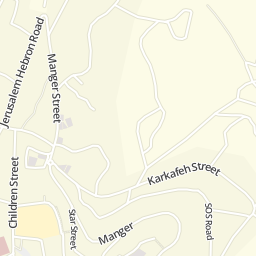 Jerusalem Hebron Road
Manger Street
Karkafeh Street
Children Street
Star Street
SOS Road
Manger